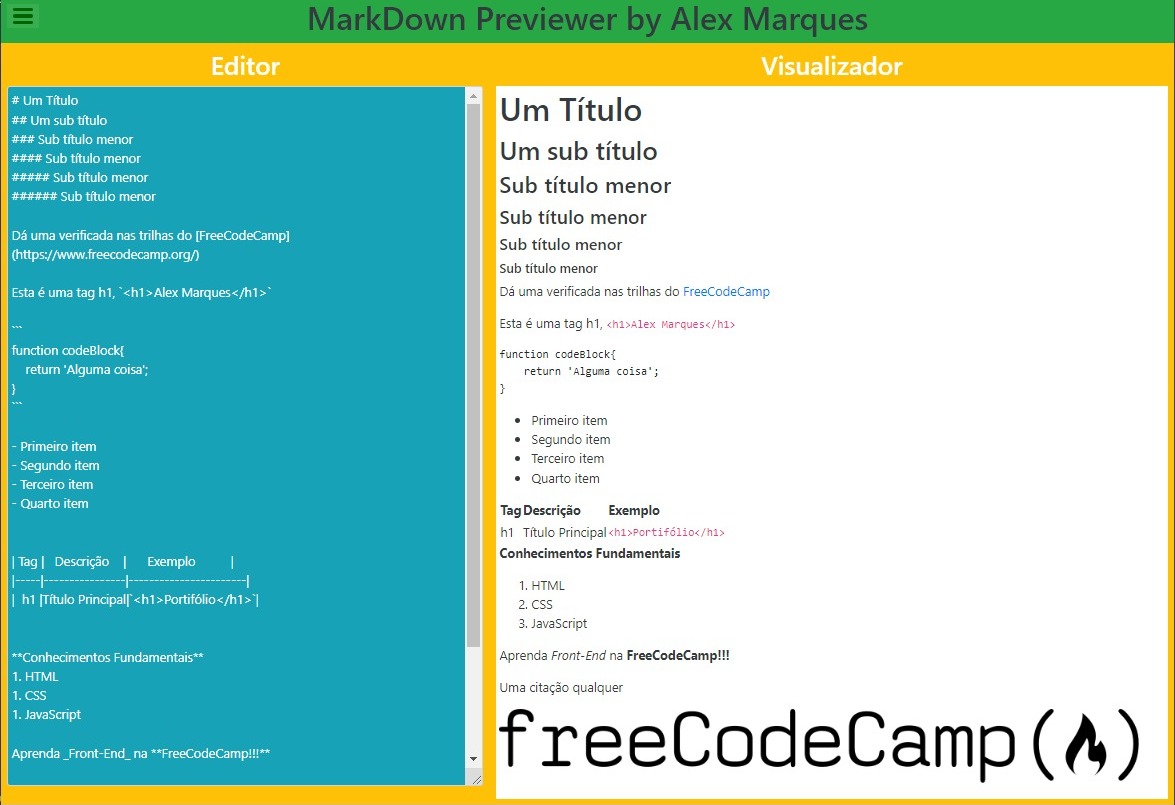 MarkDown Previewer by Alex Marques
Editor
# Um Título
## Um sub título
### Sub título menor
#### Sub título menor
##### Sub título menor
###### Sub título menor
Dá uma verificada nas trilhas do [FreeCodeCamp]
(https://www.freecodecamp.org/)
Esta é uma tag h1, `<h1>Alex Marques</h1>`
```
function codeBlock{
    return 'Alguma coisa';
}
```
- Primeiro item
- Segundo item
- Terceiro item
- Quarto item
| Tag |   Descrição    |      Exemplo          |
|-----|----------------|-----------------------|
|  h1 |Título Principal|`<h1>Portifólio</h1>`|
**Conhecimentos Fundamentais**
1. HTML
1. CSS
1. JavaScript
Aprenda _Front-End_ na **FreeCodeCamp!!!**
Visualizador
Um Título
Um sub título
Sub título menor
Sub título menor
Sub título menor
Sub título menor
Dá uma verificada nas trilhas do FreeCodeCamp
Esta é uma tag h1, <h1>Alex Marques</h1>
function codeBlock{
    return 'Alguma coisa';
}
• Primeiro item
• Segundo item
• Terceiro item
• Quarto item
Tag Descrição Exemplo
h1 Título Principal <h1>Portifólio</h1>
Conhecimentos Fundamentais
1. HTML
2. CSS
3. JavaScript
Aprenda Front-End na FreeCodeCamp!!!
Uma citação qualquer
freeCodeCamp( )